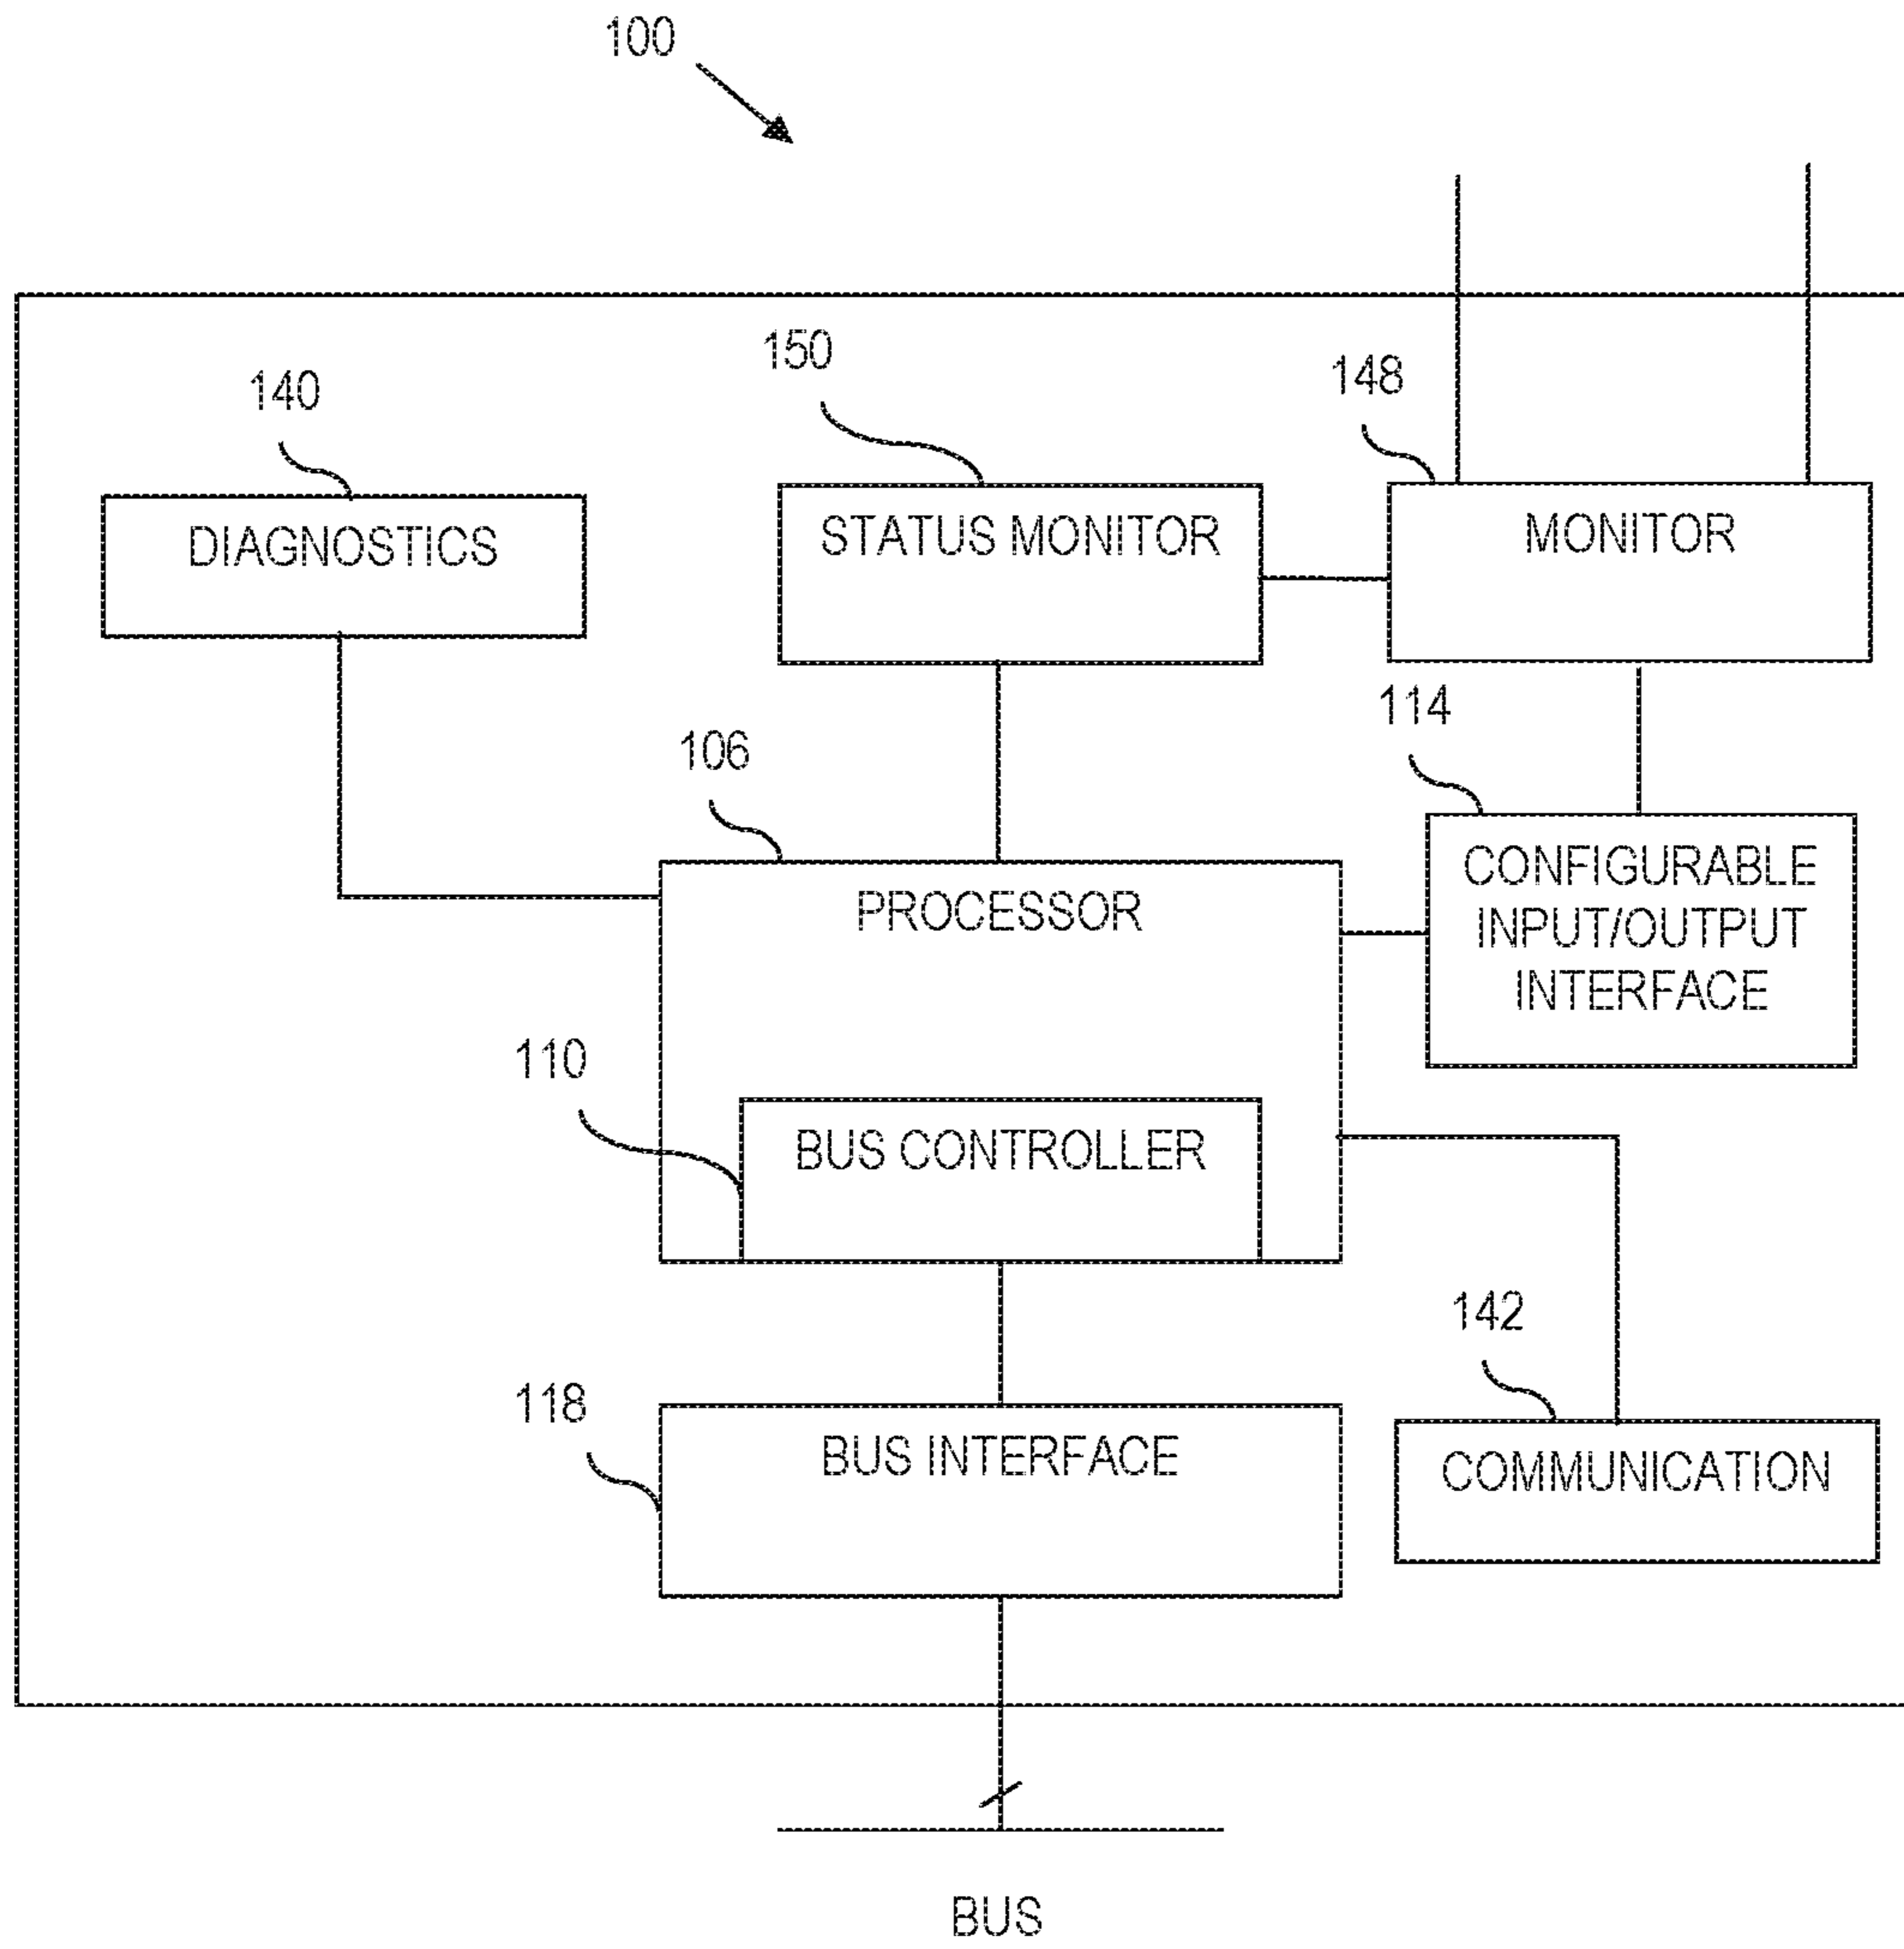 100
150
148
140
DIAGNOSTICS
STATUS MONITOR
MONITOR
114
106
PROCESSOR
CONFIGURABLE
INPUT/OUTPUT
INTERFACE
110
BUS CONTROLLER
142
118
BUS INTERFACE
COMMUNICATION
BUS